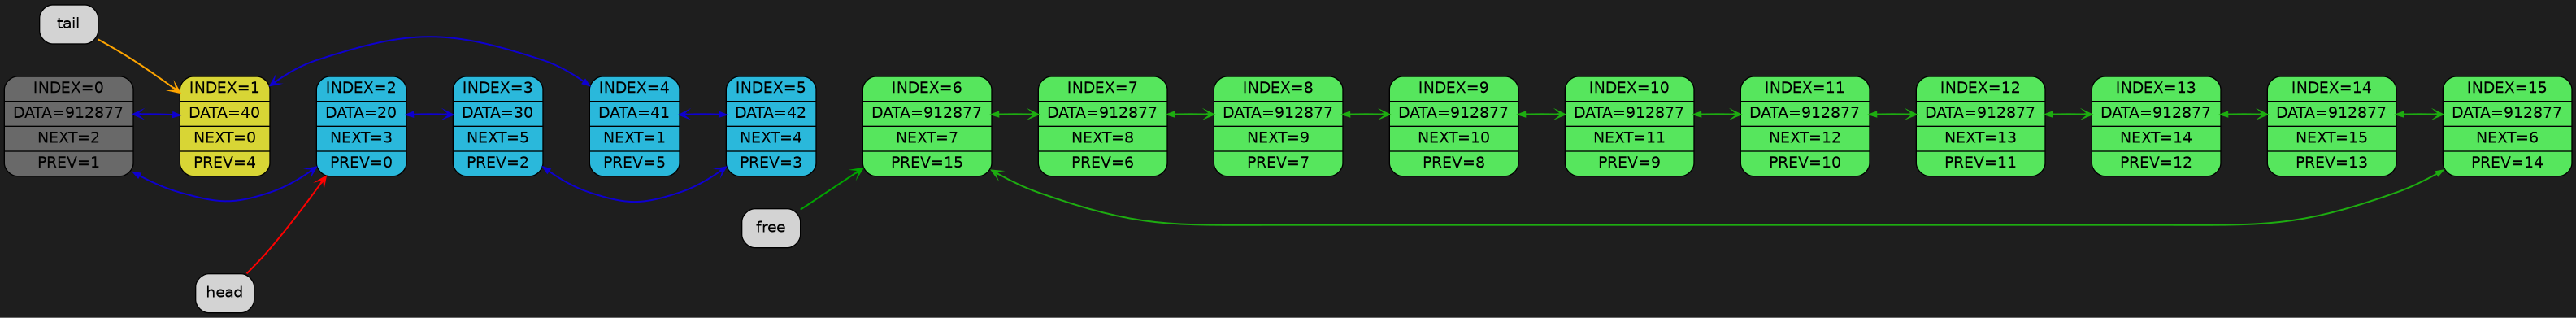 tail
INDEX=0
DATA=912877
NEXT=2
PREV=1
INDEX=1
DATA=40
NEXT=0
PREV=4
INDEX=2
DATA=20
NEXT=3
PREV=0
INDEX=3
DATA=30
NEXT=5
PREV=2
INDEX=4
DATA=41
NEXT=1
PREV=5
INDEX=5
DATA=42
NEXT=4
PREV=3
INDEX=6
DATA=912877
NEXT=7
PREV=15
INDEX=7
DATA=912877
NEXT=8
PREV=6
INDEX=8
DATA=912877
NEXT=9
PREV=7
INDEX=9
DATA=912877
NEXT=10
PREV=8
INDEX=10
DATA=912877
NEXT=11
PREV=9
INDEX=11
DATA=912877
NEXT=12
PREV=10
INDEX=12
DATA=912877
NEXT=13
PREV=11
INDEX=13
DATA=912877
NEXT=14
PREV=12
INDEX=14
DATA=912877
NEXT=15
PREV=13
INDEX=15
DATA=912877
NEXT=6
PREV=14
free
head